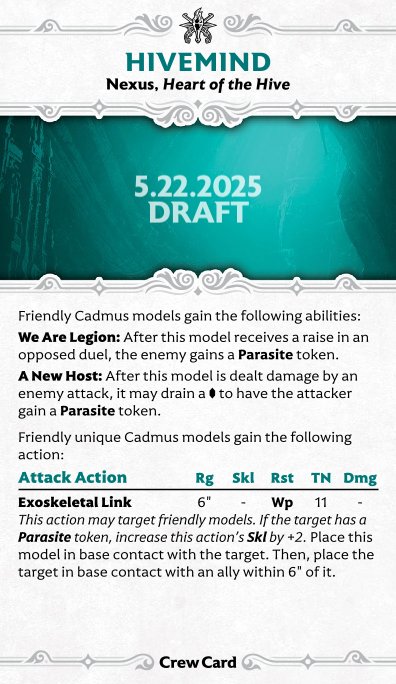 HIVEMIND
Nexus, Heart of the Hive
5.22.2025
DRAFT
Friendly Cadmus models gain the following abilities:
We Are Legion: After this model receives a raise in an
opposed duel, the enemy gains a Parasite token.
A New Host: After this model is dealt damage by an
enemy attack, it may drain a to have the attacker
gain a Parasite token.
Friendly unique Cadmus models gain the following
action:
Attack Action Rg Skl Rst TN Dmg
Exoskeletal Link 6" - Wp 11 -
This action may target friendly models. If the target has a
Parasite token, increase this action's Skl by +2. Place this
model in base contact with the target. Then, place the
target in base contact with an ally within 6" of it.
Crew Card